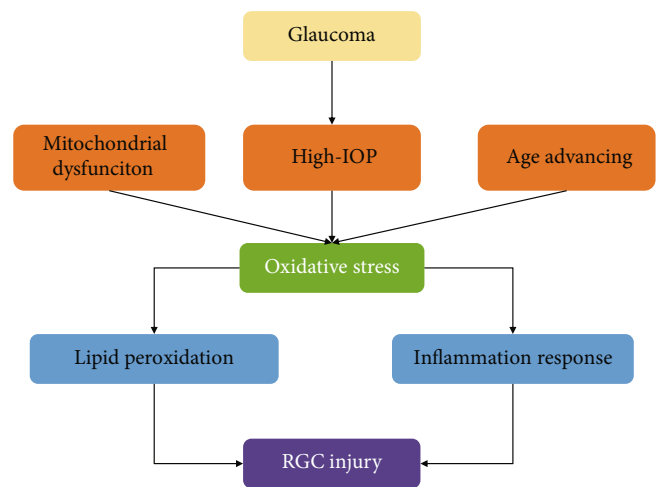 Glaucoma
Mitochondrial
dysfunciton
High-IOP
Age advancing
Oxidative stress
Lipid peroxidation
Inflammation response
RGC injury